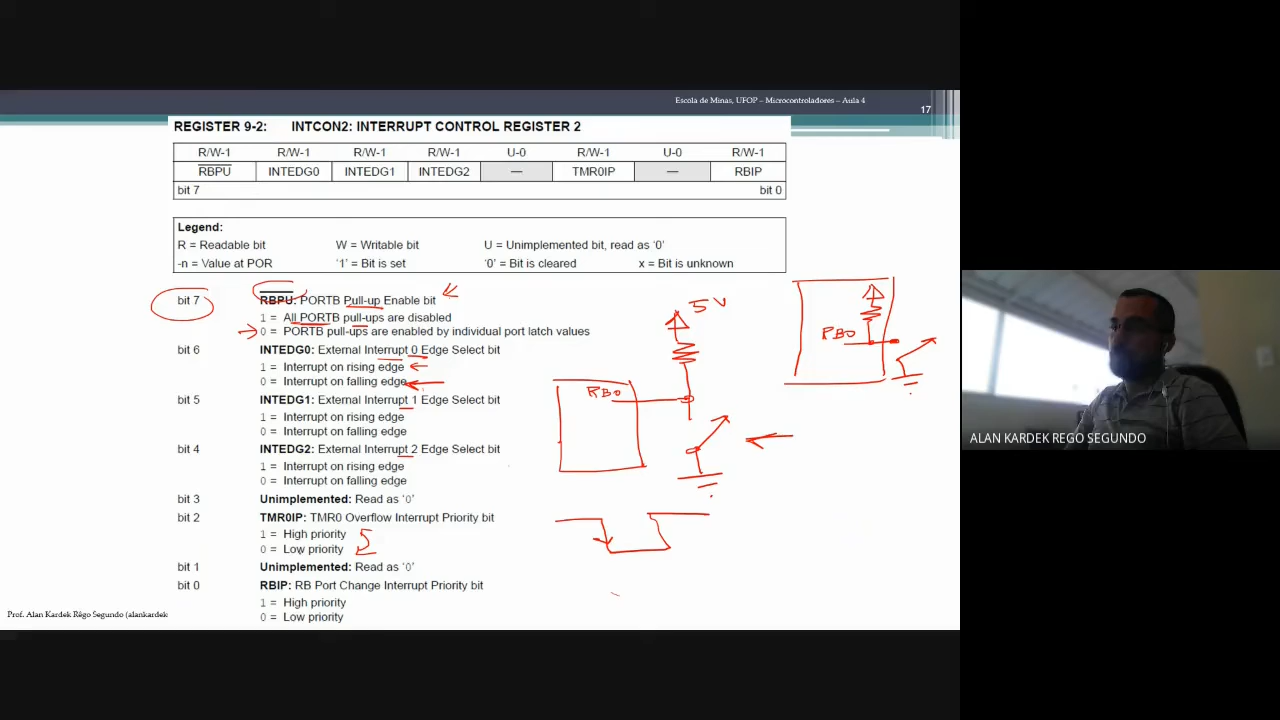 Escola de Minas, UFOP – Microcontroladores – Aula 4
17
REGISTER 9-2: INTCON2: INTERRUPT CONTROL REGISTER 2
R/W-1 R/W-1 R/W-1 R/W-1 U-0 R/W-1 U-0 R/W-1
RBPU INTEDG0 INTEDG1 INTEDG2 — TMR0IP — RBIP
bit 7 bit 0
Legend:
R = Readable bit W = Writable bit U = Unimplemented bit, read as ‘0’
-n = Value at POR ‘1’ = Bit is set ‘0’ = Bit is cleared x = Bit is unknown
bit 7 RBPU: PORTB Pull-up Enable bit
1 = All PORTB pull-ups are disabled
0 = PORTB pull-ups are enabled by individual port latch values
bit 6 INTEDG0: External Interrupt 0 Edge Select bit
1 = Interrupt on rising edge
0 = Interrupt on falling edge
bit 5 INTEDG1: External Interrupt 1 Edge Select bit
1 = Interrupt on rising edge
0 = Interrupt on falling edge
bit 4 INTEDG2: External Interrupt 2 Edge Select bit
1 = Interrupt on rising edge
0 = Interrupt on falling edge
bit 3 Unimplemented: Read as ‘0’
bit 2 TMR0IP: TMR0 Overflow Interrupt Priority bit
1 = High priority
0 = Low priority
bit 1 Unimplemented: Read as ‘0’
bit 0 RBIP: RB Port Change Interrupt Priority bit
1 = High priority
0 = Low priority
5V
RB0
RB0
Prof. Alan Kardek Rêgo Segundo (alankardek
ALAN KARDEK REGO SEGUNDO